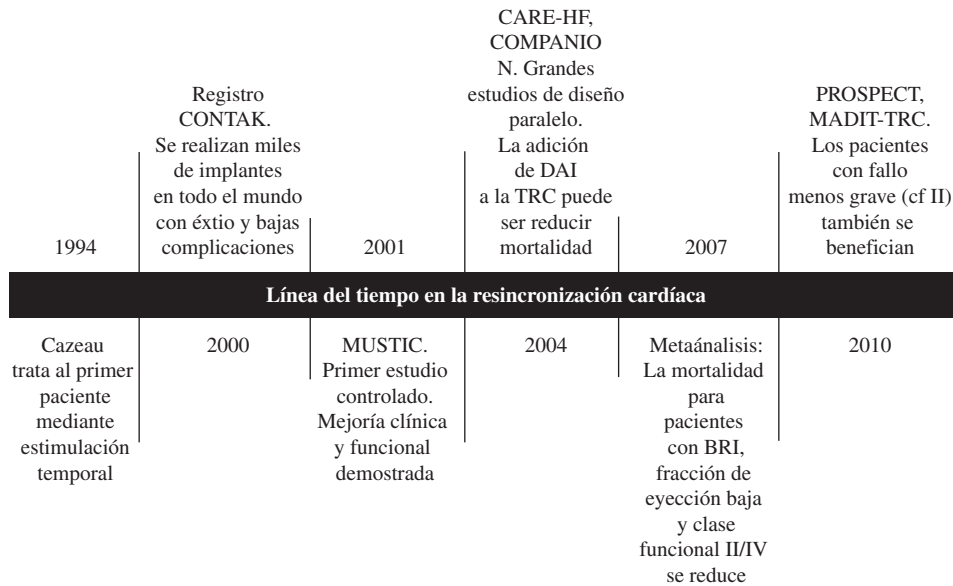 1994
Cazeau
trata al primer
paciente
mediante
estimulación
temporal
Registro
CONTAK.
Se realizan miles
de implantes
en todo el mundo
con éxtio y bajas
complicaciones
2000
2001
MUSTIC.
Primer estudio
controlado.
Mejoría clínica
y funcional
demostrada
CARE-HF,
COMPANIO
N. Grandes
estudios de diseño
paralelo.
La adición
de DAI
a la TRC puede
ser reducir
mortalidad
2004
2007
Metaánalisis:
La mortalidad
para
pacientes
con BRI,
fracción de
eyección baja
y clase
funcional II/IV
se reduce
PROSPECT,
MADIT-TRC.
Los pacientes
con fallo
menos grave (cf II)
también se
benefician
2010
Línea del tiempo en la resincronización cardíaca